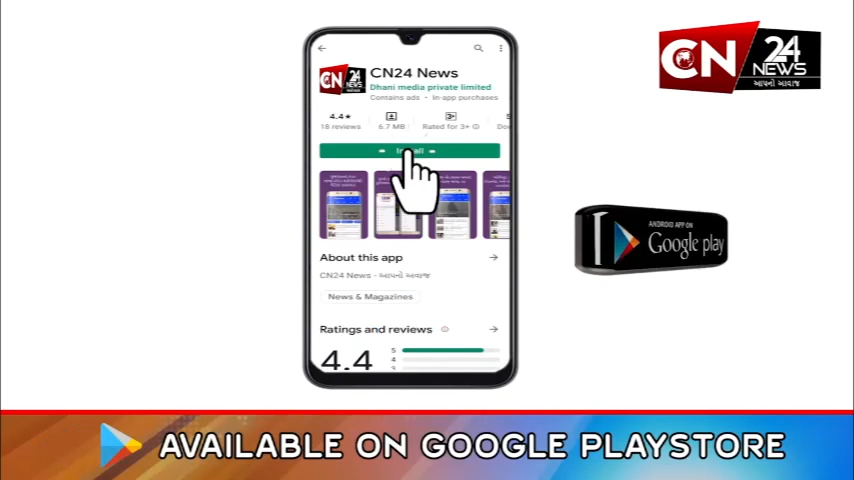 CN24 News
Dhani media private limited
Contains ads • In-app purchases
4.4★
18 reviews
6.7 MB
3+
Rated for 3+
About this app
CN24 News - આપનો અવાજ
News & Magazines
Ratings and reviews
4.4
5
4
3
CN 24
NEWS
આપનો અવાજ
ANDROID APP ON
Google play
AVAILABLE ON GOOGLE PLAYSTORE